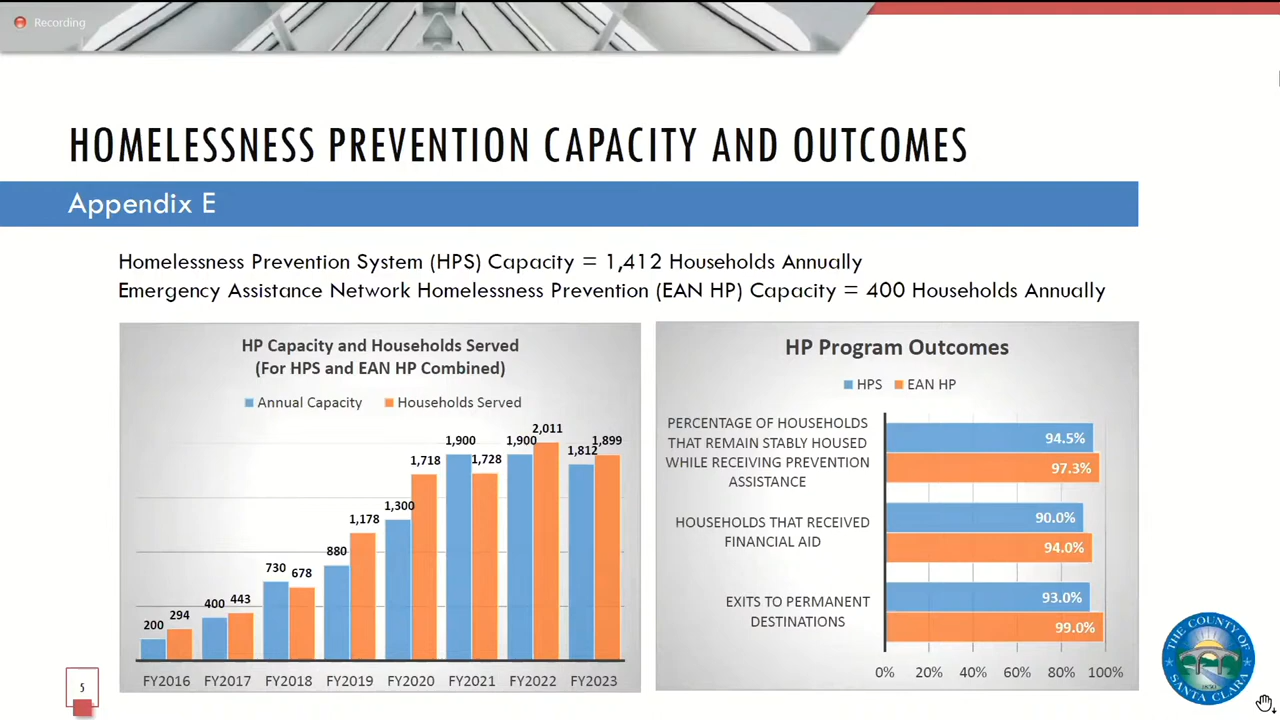 Recording
HOMELESSNESS PREVENTION CAPACITY AND OUTCOMES
Appendix E
Homelessness Prevention System (HPS) Capacity = 1,412 Households Annually
Emergency Assistance Network Homelessness Prevention (EAN HP) Capacity = 400 Households Annually
HP Capacity and Households Served
(For HPS and EAN HP Combined)
Annual Capacity Households Served
200 294 400 443 730 678 880 1,178 1,300 1,718 1,900 1,728 1,900 2,011 1,812 1,899
FY2016 FY2017 FY2018 FY2019 FY2020 FY2021 FY2022 FY2023
HP Program Outcomes
HPS EAN HP
PERCENTAGE OF HOUSEHOLDS
THAT REMAIN STABLY HOUSED
WHILE RECEIVING PREVENTION
ASSISTANCE
94.5%
97.3%
HOUSEHOLDS THAT RECEIVED
FINANCIAL AID
90.0%
94.0%
EXITS TO PERMANENT
DESTINATIONS
93.0%
99.0%
0% 20% 40% 60% 80% 100%
5
THE COUNTY OF
SANTA CLARA
1850